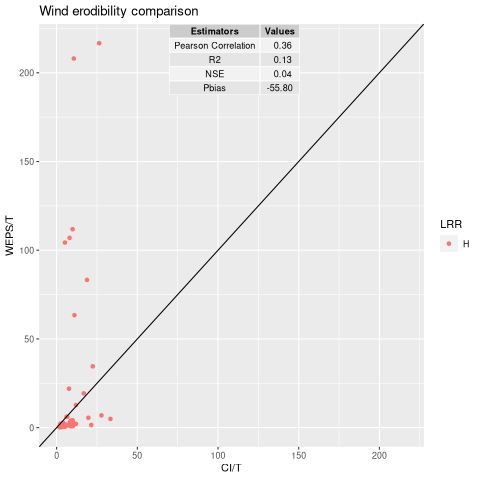 Wind erodibility comparison
Estimators Values
Pearson Correlation 0.36
R2 0.13
NSE 0.04
Pbias -55.80
WEPS/T
200
150
100
50
0
0 50 100 150 200
CI/T
LRR
H